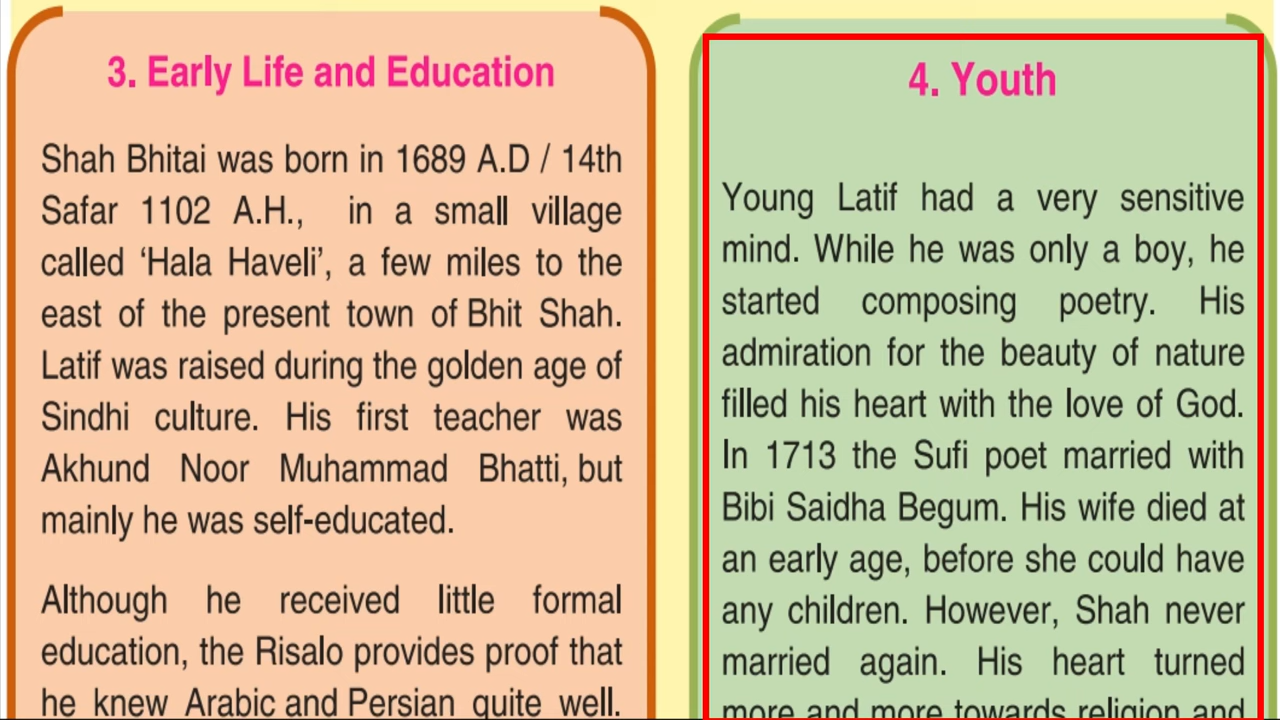 3. Early Life and Education
Shah Bhitai was born in 1689 A.D / 14th
Safar 1102 A.H., in a small village
called ‘Hala Haveli’, a few miles to the
east of the present town of Bhit Shah.
Latif was raised during the golden age of
Sindhi culture. His first teacher was
Akhund Noor Muhammad Bhatti, but
mainly he was self-educated.
Although he received little formal
education, the Risalo provides proof that
he knew Arabic and Persian quite well.
4. Youth
Young Latif had a very sensitive
mind. While he was only a boy, he
started composing poetry. His
admiration for the beauty of nature
filled his heart with the love of God.
In 1713 the Sufi poet married with
Bibi Saidha Begum. His wife died at
an early age, before she could have
any children. However, Shah never
married again. His heart turned
more and more towards religion and